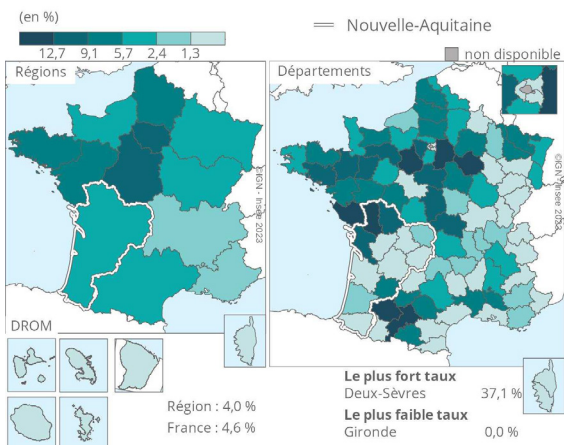 (en %)
12,7 9,1 5,7 2,4 1,3
Nouvelle-Aquitaine
non disponible
Régions
Départements
©IGN - Insee 2023
©IGN - Insee 2023
DROM
Région : 4,0 %
France : 4,6 %
Le plus fort taux
Deux-Sèvres 37,1 %
Le plus faible taux
Gironde 0,0 %